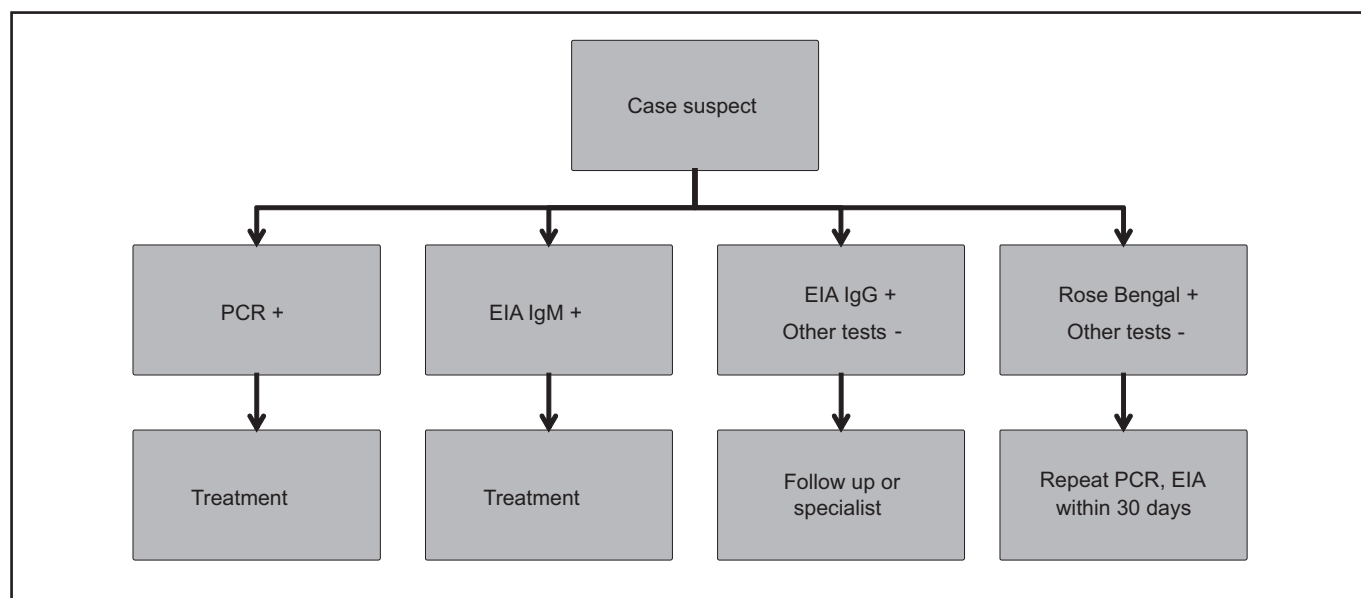 Case suspect
PCR +
EIA IgM +
EIA IgG +
Other tests -
Rose Bengal +
Other tests -
Treatment
Treatment
Follow up or
specialist
Repeat PCR, EIA
within 30 days